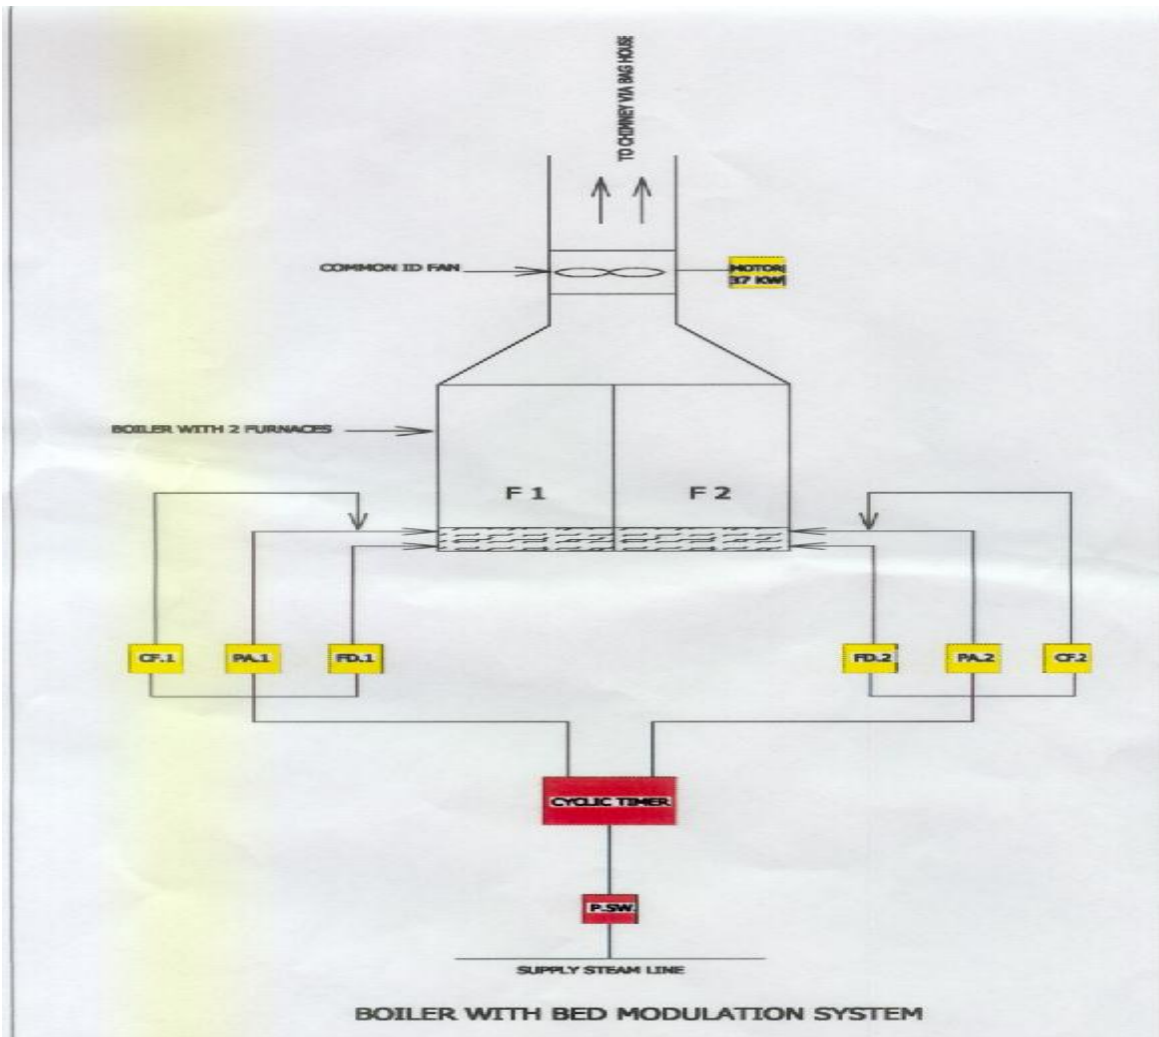 TO CHIMNEY VIA BAG HOUSE
COMMON ID FAN
MOTOR
37 KW
BOILER WITH 2 FURNACES
F 1
F 2
CF.1
PA.1
FD.1
FD.2
PA.2
CF.2
CYCLIC TIMER
P.SW.
SUPPLY STEAM LINE
BOILER WITH BED MODULATION SYSTEM